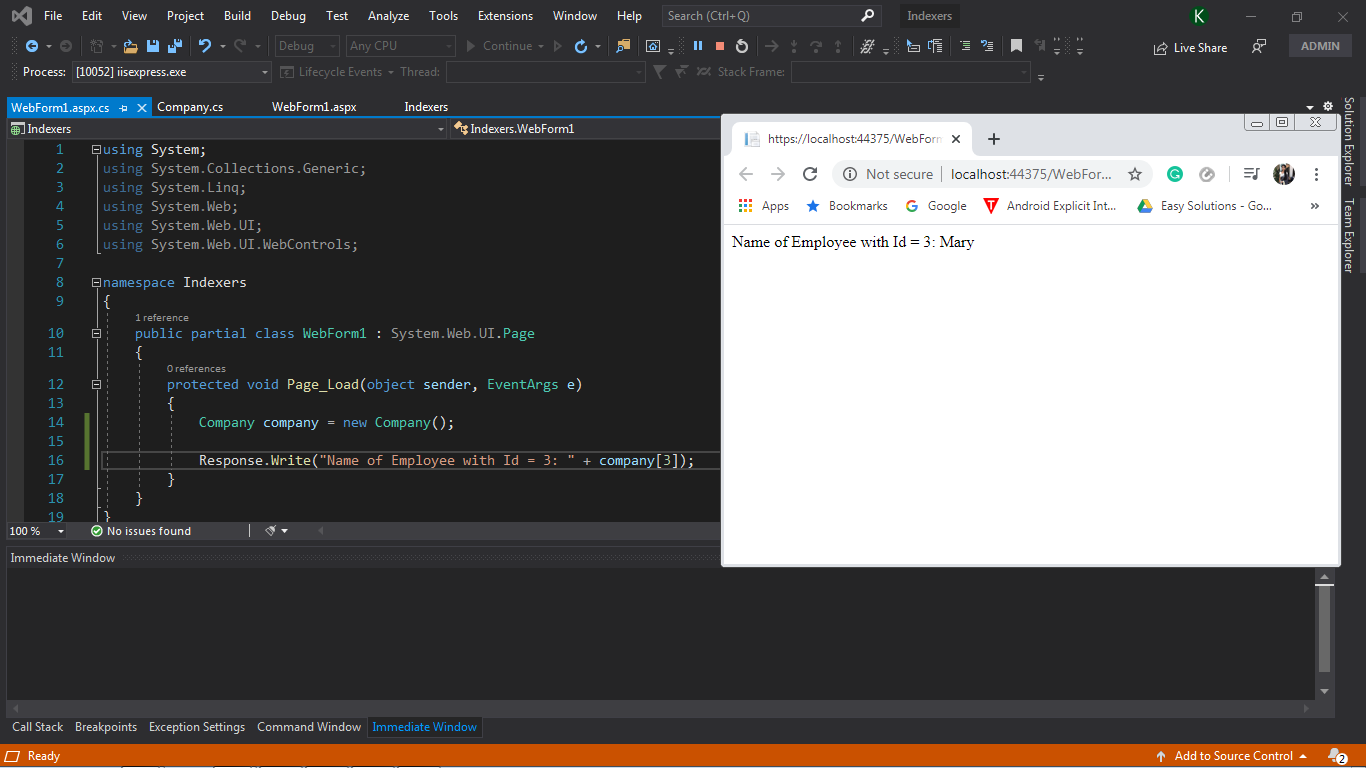 File Edit View Project Build Debug Test Analyze Tools Extensions Window Help Search (Ctrl+Q) Indexers K
Debug Any CPU Continue Live Share ADMIN
Process: [10052] iisexpress.exe Lifecycle Events Thread: Stack Frame:
WebForm1.aspx.cs Company.cs WebForm1.aspx Indexers
Indexers Indexers.WebForm1
1 using System;
2 using System.Collections.Generic;
3 using System.Linq;
4 using System.Web;
5 using System.Web.UI;
6 using System.Web.UI.WebControls;
7
8 namespace Indexers
9 {
1 reference
10 public partial class WebForm1 : System.Web.UI.Page
11 {
0 references
12 protected void Page_Load(object sender, EventArgs e)
13 {
14 Company company = new Company();
15
16 Response.Write("Name of Employee with Id = 3: " + company[3]);
17 }
18 }
19 }
100 % No issues found
https://localhost:44375/WebForm
Not secure localhost:44375/WebFor...
Apps Bookmarks Google Android Explicit Int... Easy Solutions - Go... »
Name of Employee with Id = 3: Mary
Solution Explorer
Team Explorer
Immediate Window
Call Stack Breakpoints Exception Settings Command Window Immediate Window
Ready Add to Source Control 2